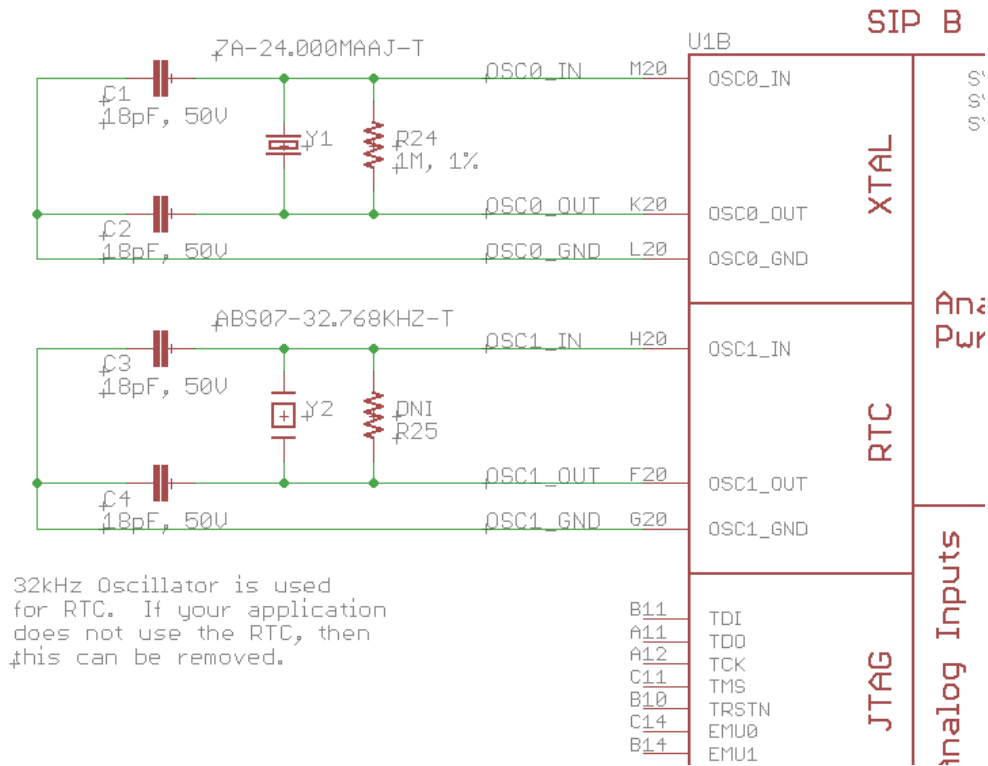 SIP B
U1B
7A-24.000MAAJ-T
C1
18pF, 50V
Y1
R24
1M, 1%
OSC0_IN
M20
OSC0_IN
XTAL
C2
18pF, 50V
OSC0_OUT
K20
OSC0_OUT
OSC0_GND
L20
OSC0_GND
ABS07-32.768KHZ-T
C3
18pF, 50V
Y2
DNI
R25
OSC1_IN
H20
OSC1_IN
RTC
C4
18pF, 50V
OSC1_OUT
F20
OSC1_OUT
OSC1_GND
G20
OSC1_GND
Pwr
Analog Inputs
32kHz Oscillator is used
for RTC. If your application
does not use the RTC, then
this can be removed.
B11
TDI
A11
TDO
A12
TCK
C11
TMS
B10
TRSTN
C14
EMU0
B14
EMU1
JTAG